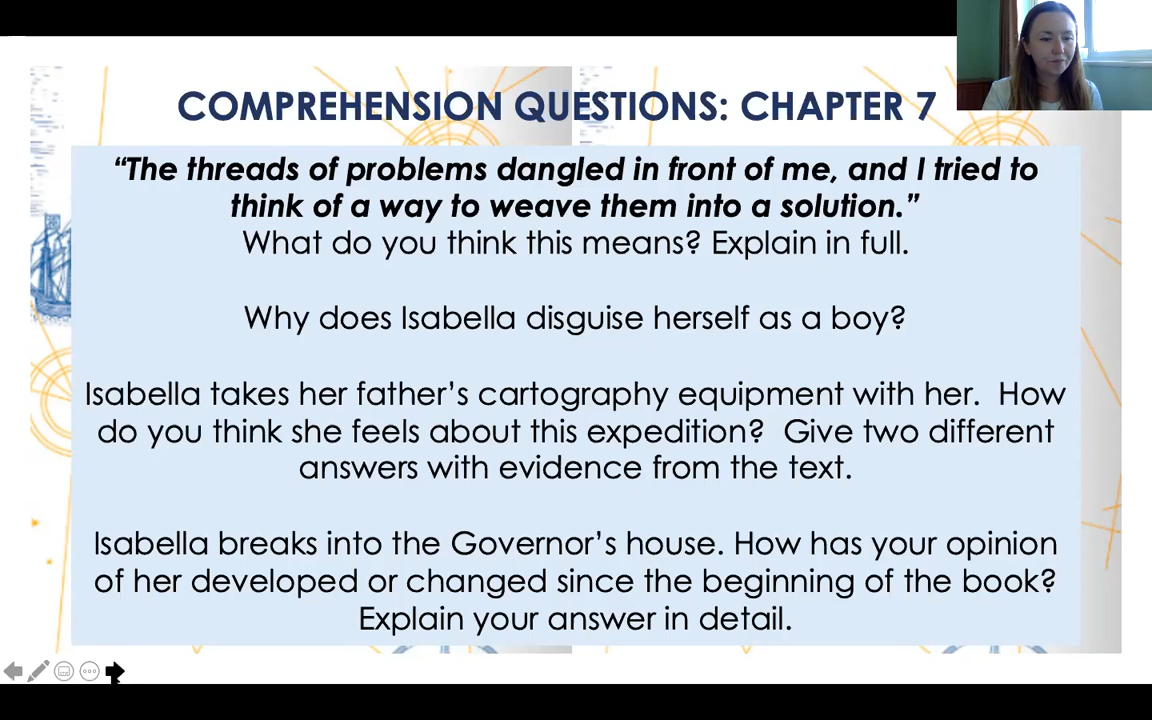 COMPREHENSION QUESTIONS: CHAPTER 7
“The threads of problems dangled in front of me, and I tried to
think of a way to weave them into a solution.”
What do you think this means? Explain in full.
Why does Isabella disguise herself as a boy?
Isabella takes her father’s cartography equipment with her.  How
do you think she feels about this expedition?  Give two different
answers with evidence from the text.
Isabella breaks into the Governor’s house. How has your opinion
of her developed or changed since the beginning of the book?
Explain your answer in detail.